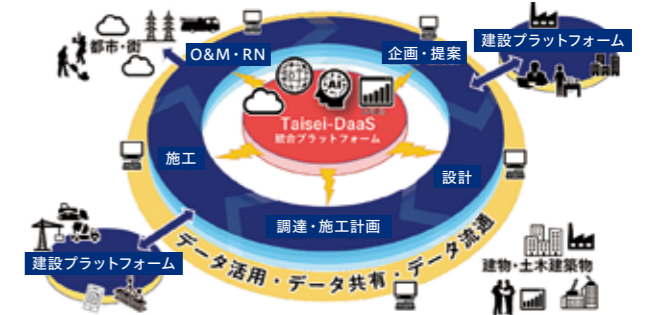 都市・街
O&M・RN
企画・提案
建設プラットフォーム
AI
Taisei-DaaS
統合プラットフォーム
施工
設計
調達・施工計画
建設プラットフォーム
データ活用・データ共有・データ流通
建物・土木建築物